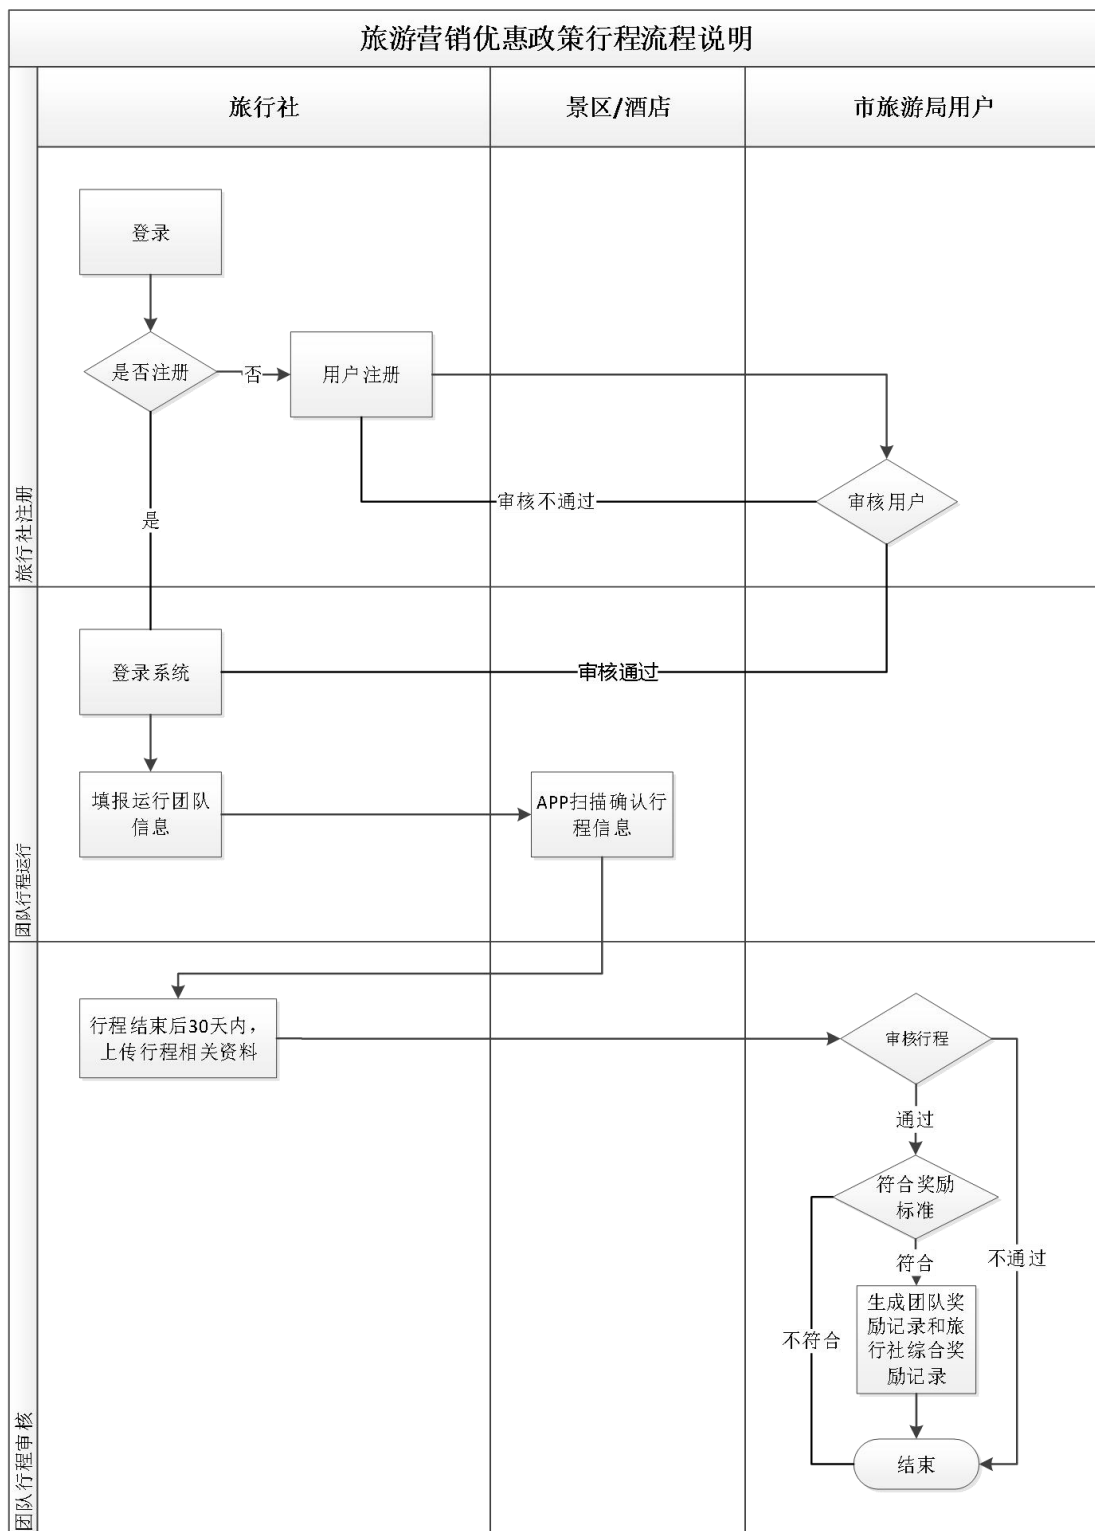 旅游营销优惠政策行程流程说明
旅行社
景区/酒店
市旅游局用户
旅行社注册
登录
是否注册
否
用户注册
审核不通过
审核用户
是
团队行程运行
登录系统
审核通过
填报运行团队
信息
APP扫描确认行
程信息
团队行程审核
行程结束后30天内，
上传行程相关资料
审核行程
通过
符合奖励
标准
符合
不通过
生成团队奖
励记录和旅
行社综合奖
励记录
不符合
结束